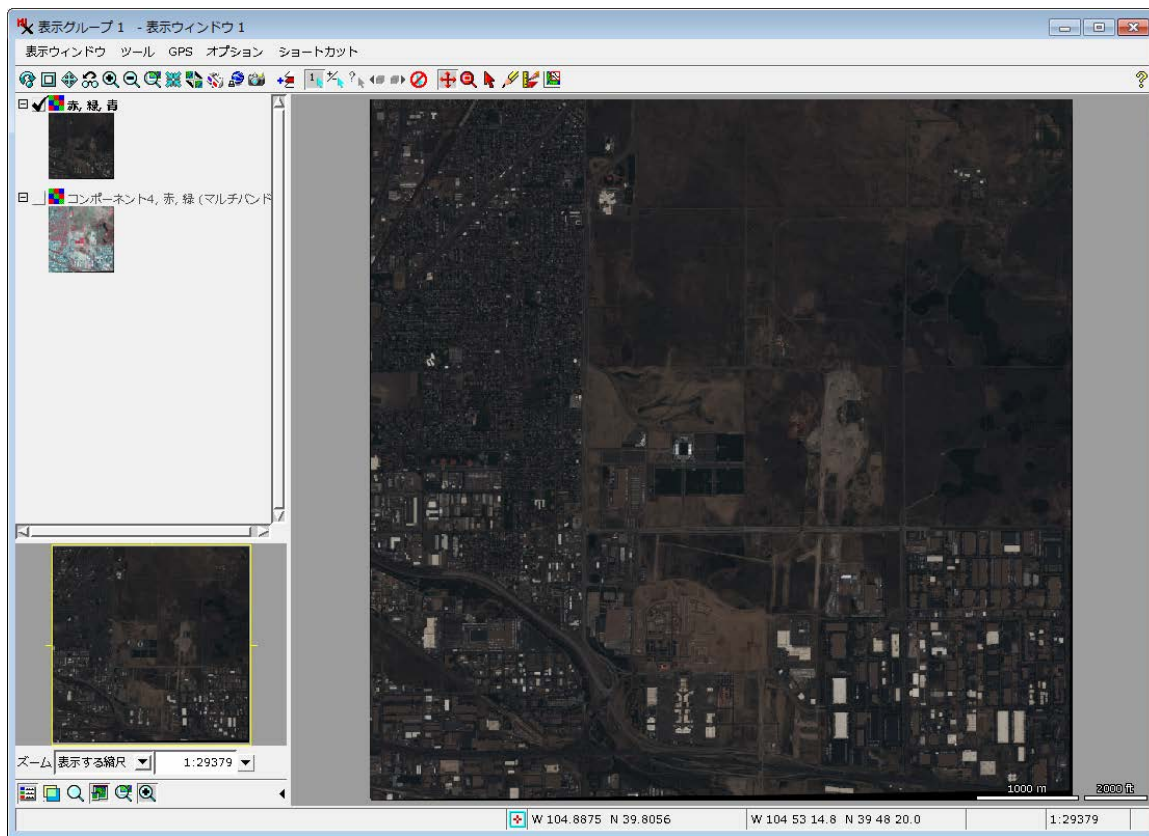 表示グループ 1 - 表示ウィンドウ 1
表示ウィンドウ ツール GPS オプション ショートカット
赤, 緑, 青
コンポーネント4, 赤, 緑 (マルチバンド
ズーム 表示する縮尺 1:29379
1000 m 2000 ft
W 104.8875 N 39.8056 W 104 53 14.8 N 39 48 20.0 1:29379